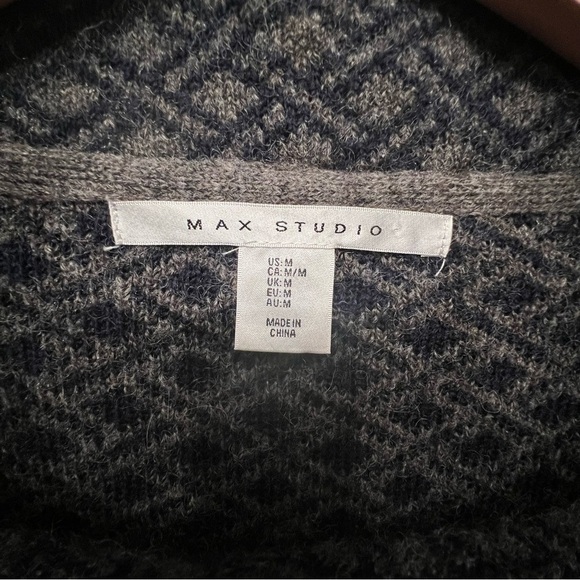 MAX STUDIO
US:M
CA:M/M
UK:M
EU:M
AU:M
MADE IN
CHINA